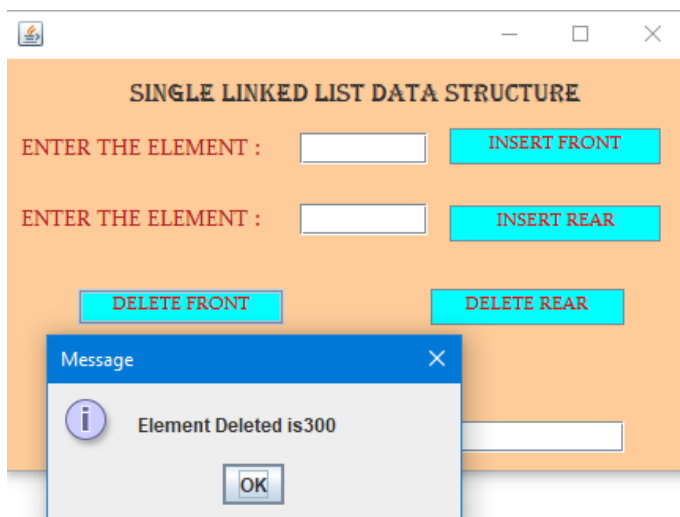 SINGLE LINKED LIST DATA STRUCTURE
ENTER THE ELEMENT : INSERT FRONT
ENTER THE ELEMENT : INSERT REAR
DELETE FRONT DELETE REAR
Message
Element Deleted is300
OK